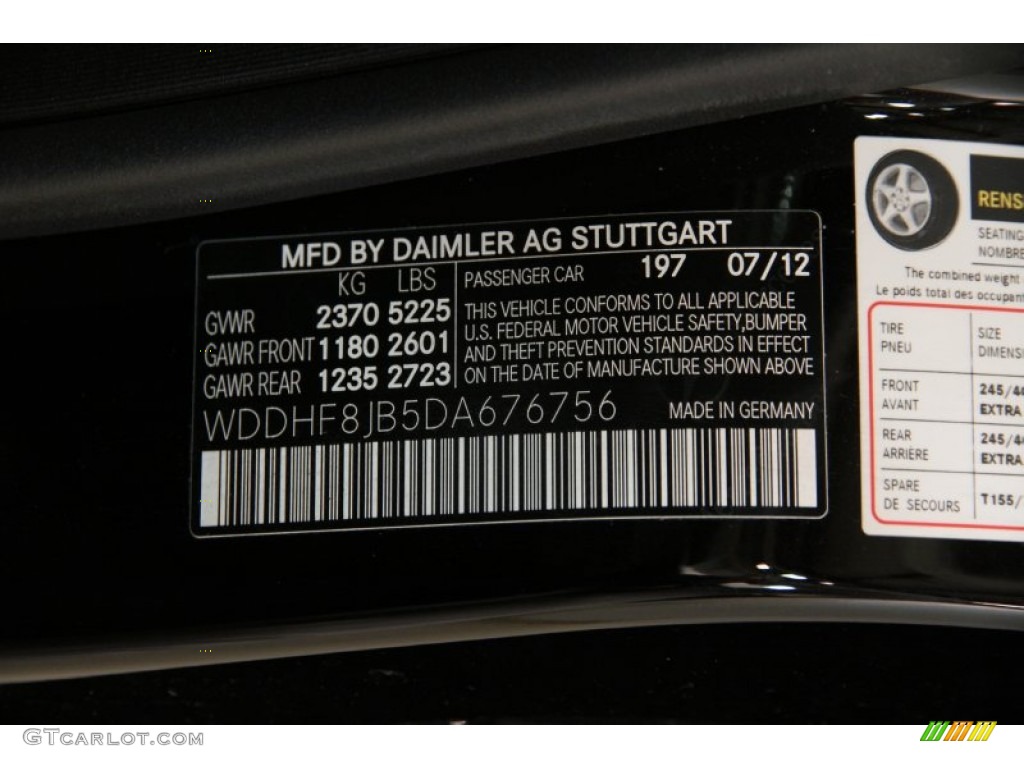 MFD BY DAIMLER AG STUTTGART
KG LBS
GVWR 2370 5225
GAWR FRONT 1180 2601
GAWR REAR 1235 2723
PASSENGER CAR 197 07/12
THIS VEHICLE CONFORMS TO ALL APPLICABLE
U.S. FEDERAL MOTOR VEHICLE SAFETY,BUMPER
AND THEFT PREVENTION STANDARDS IN EFFECT
ON THE DATE OF MANUFACTURE SHOWN ABOVE
WDDHF8JB5DA676756 MADE IN GERMANY
RENS
SEATING
NOMBRE
The combined weight
Le poids total des occupan
TIRE SIZE
PNEU DIMENS
FRONT 245/4
AVANT EXTRA
REAR 245/4
ARRIERE EXTRA
SPARE T155/
DE SECOURS
GTCARLOT.COM